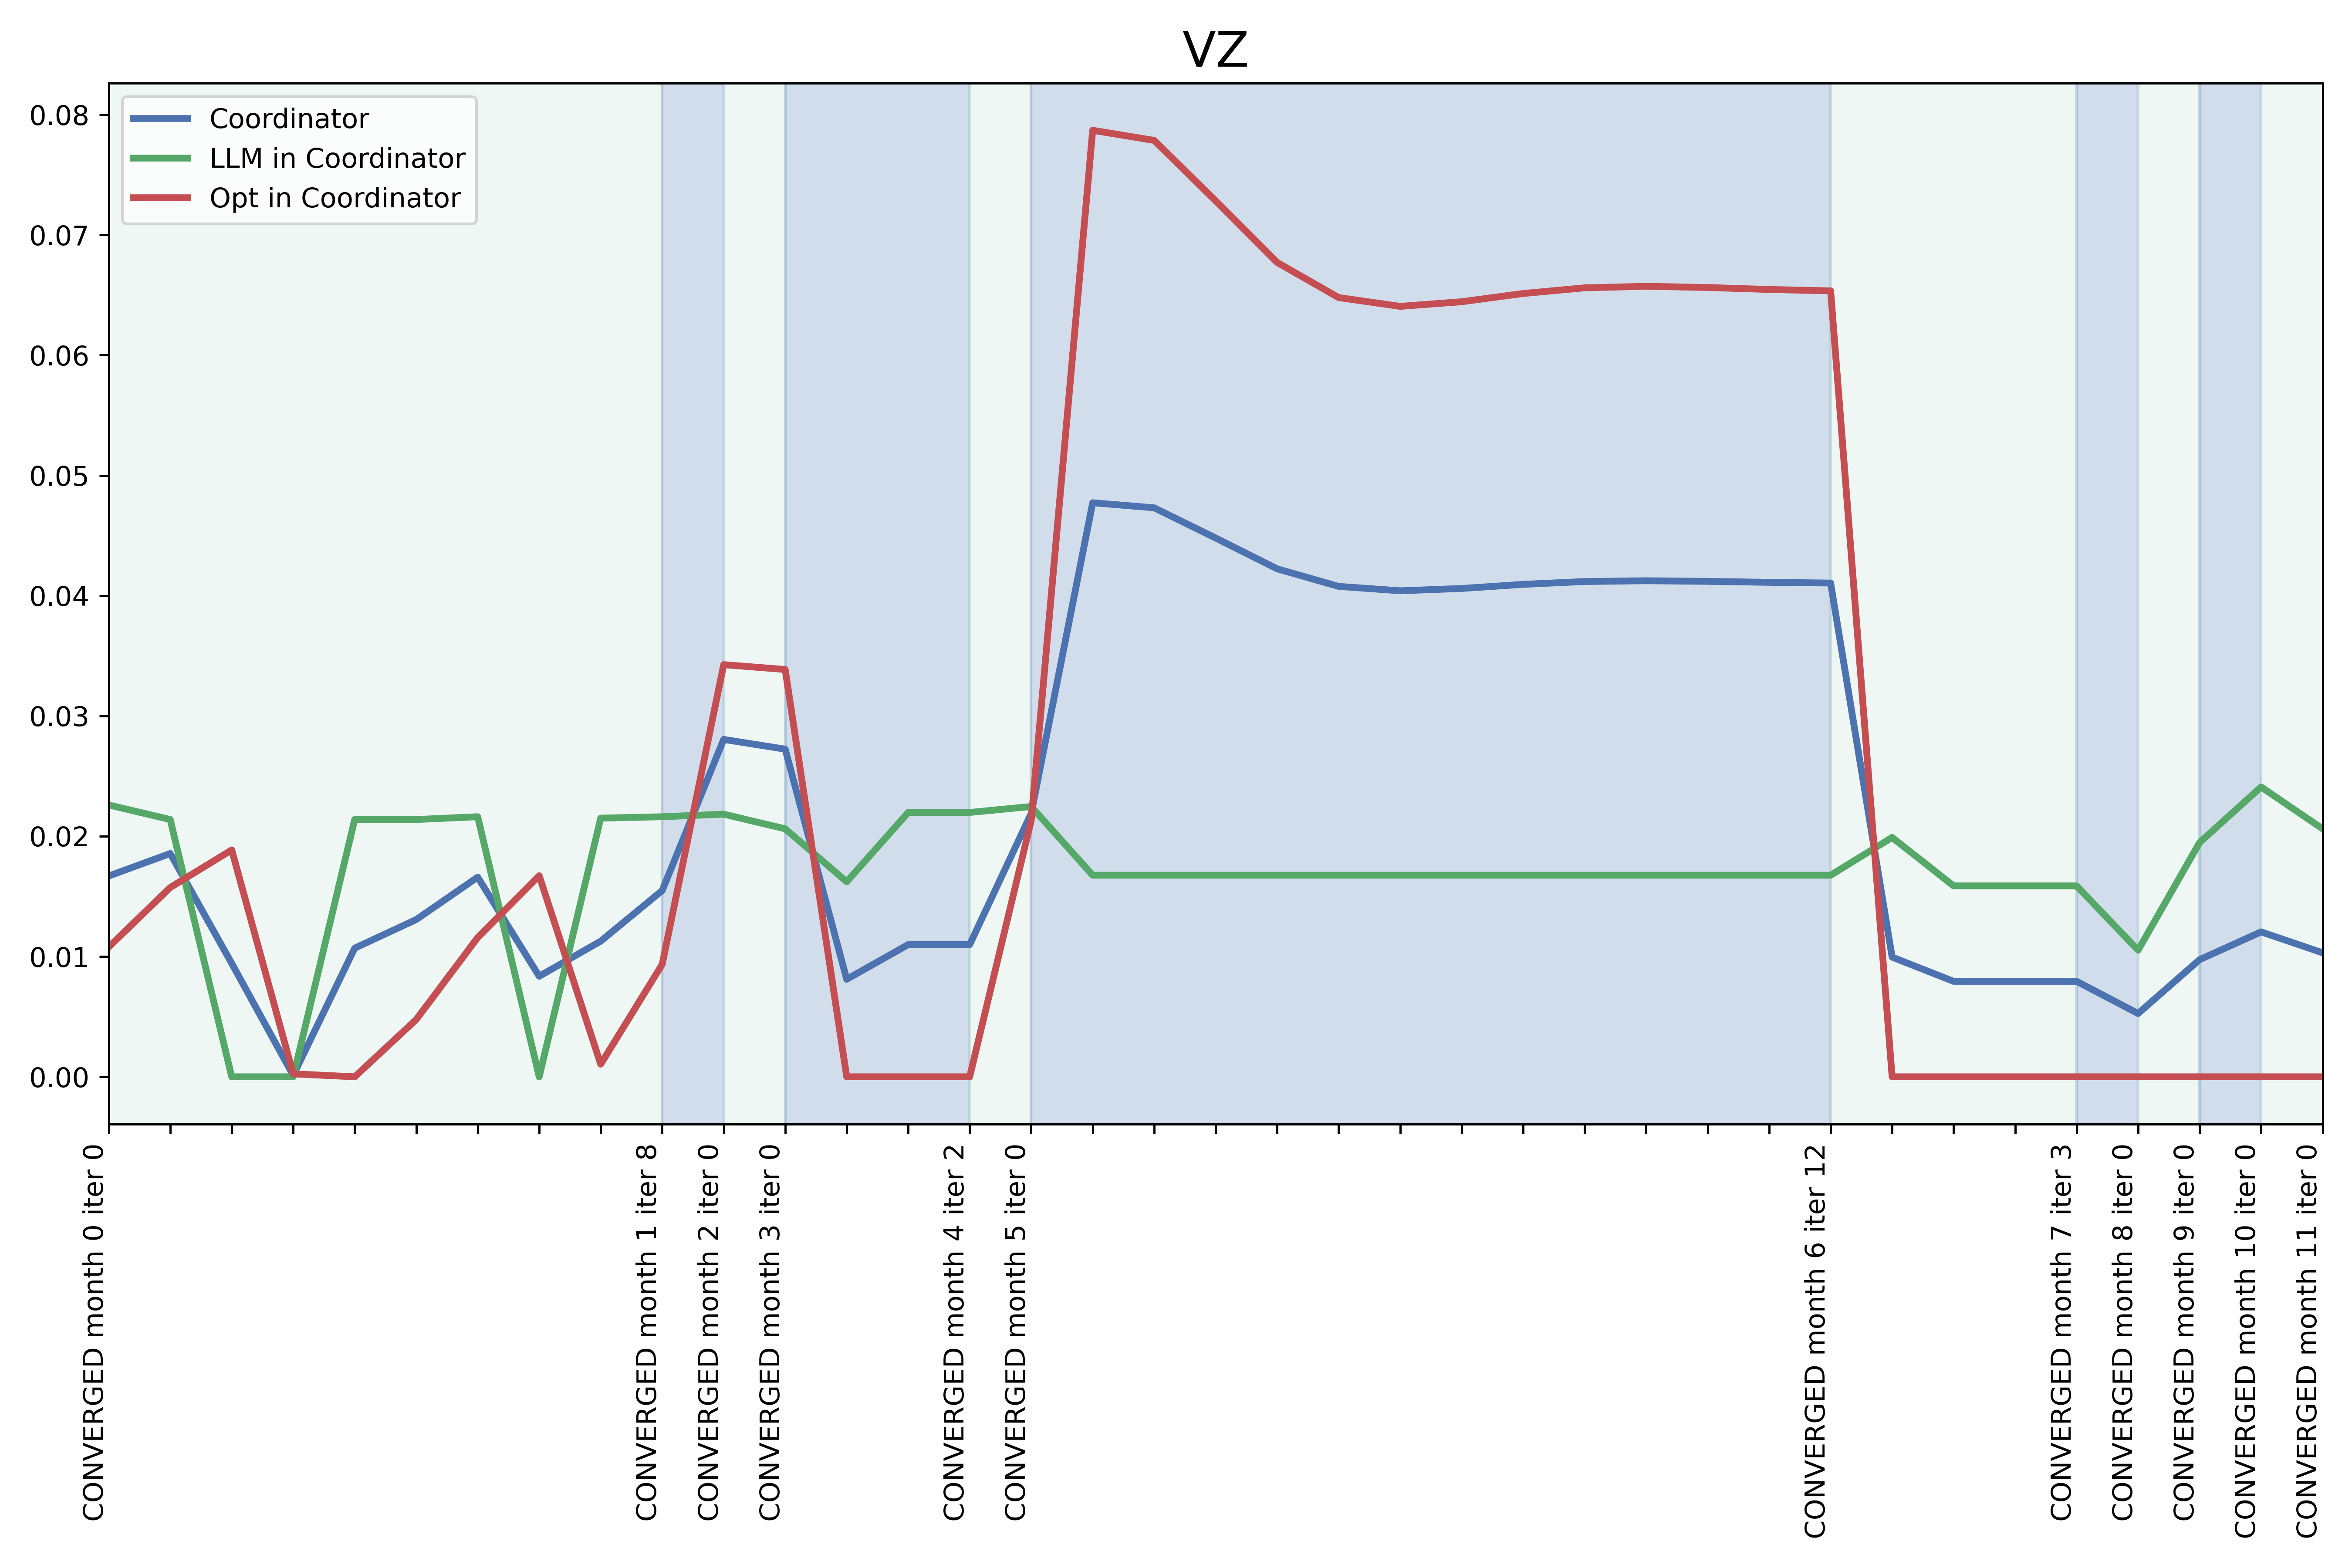 VZ
Coordinator
LLM in Coordinator
Opt in Coordinator
0.08
0.07
0.06
0.05
0.04
0.03
0.02
0.01
0.00
CONVERGED month 0 iter 0
CONVERGED month 1 iter 8
CONVERGED month 2 iter 0
CONVERGED month 3 iter 0
CONVERGED month 4 iter 2
CONVERGED month 5 iter 0
CONVERGED month 6 iter 12
CONVERGED month 7 iter 3
CONVERGED month 8 iter 0
CONVERGED month 9 iter 0
CONVERGED month 10 iter 0
CONVERGED month 11 iter 0